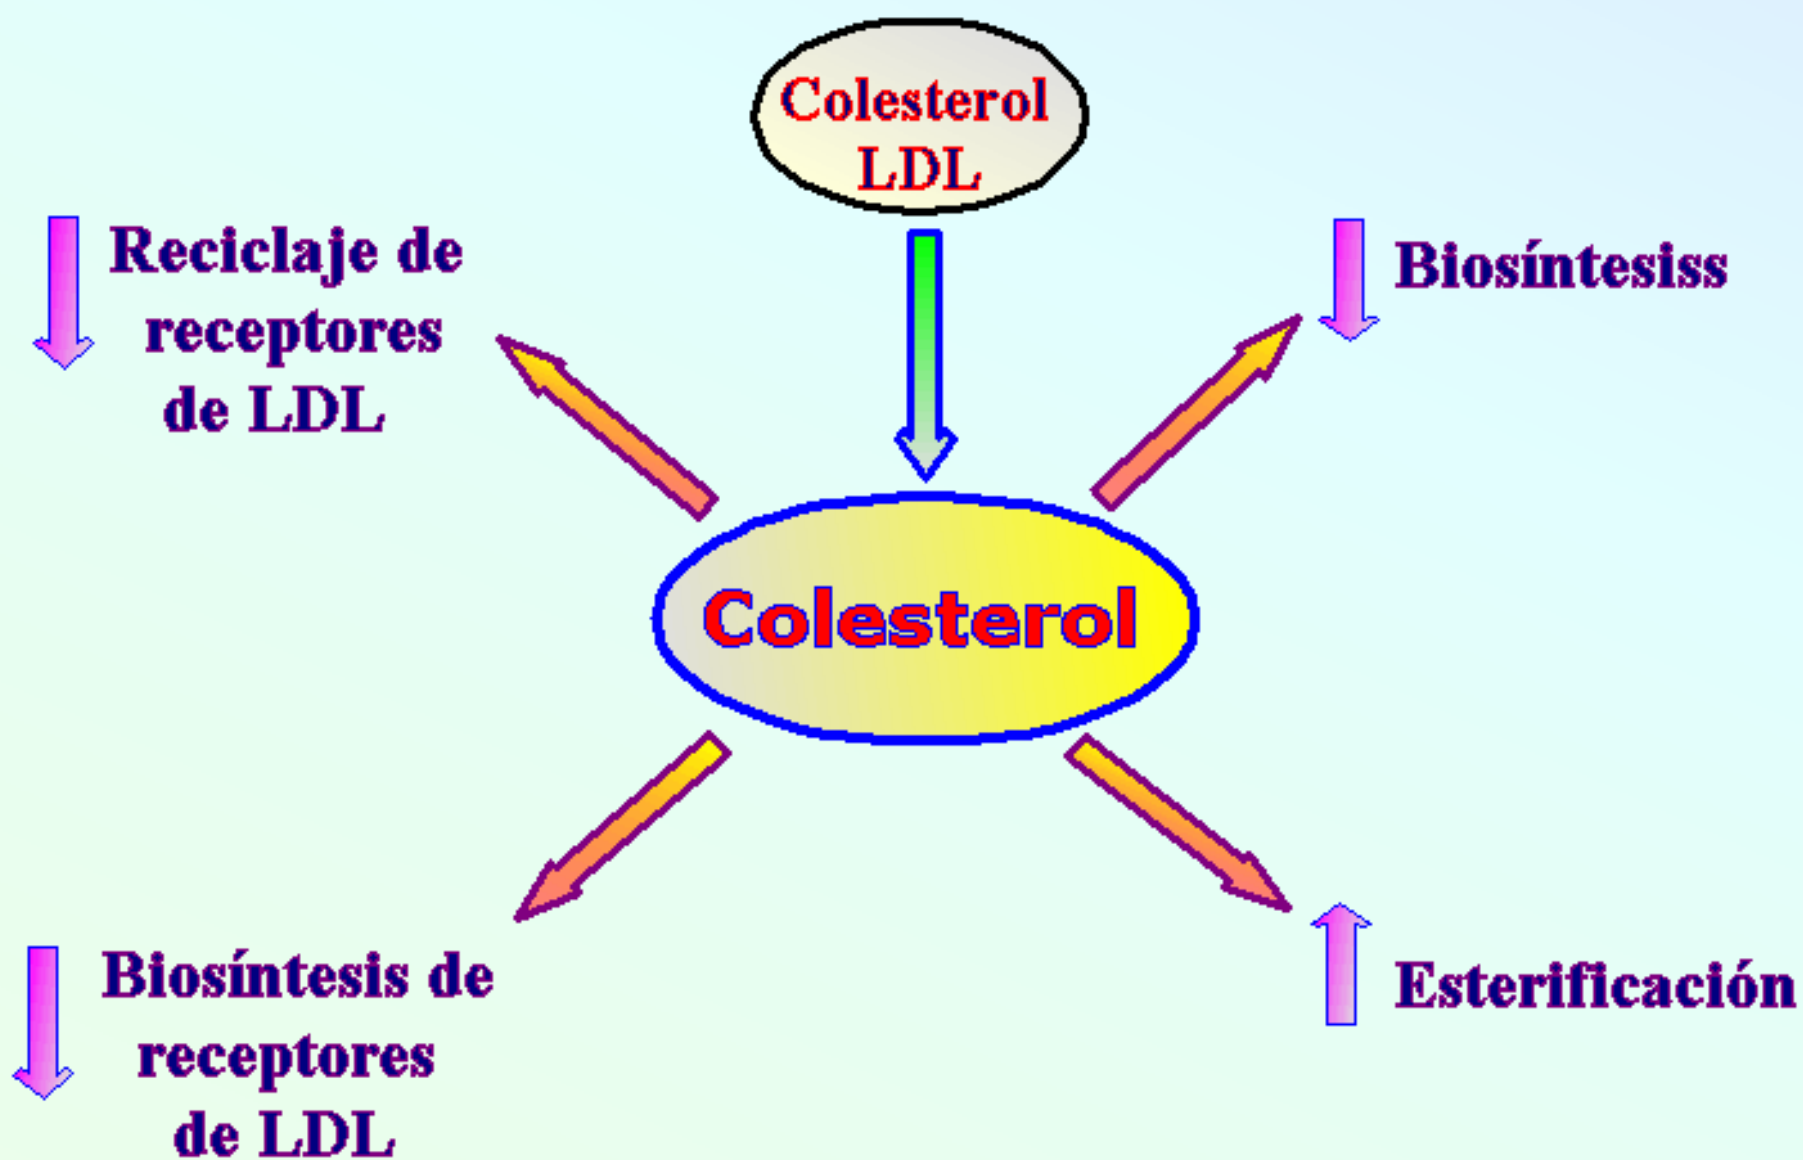 Colesterol
LDL
Reciclaje de
receptores
de LDL
Biosíntesiss
Colesterol
Biosíntesis de
receptores
de LDL
Esterificación